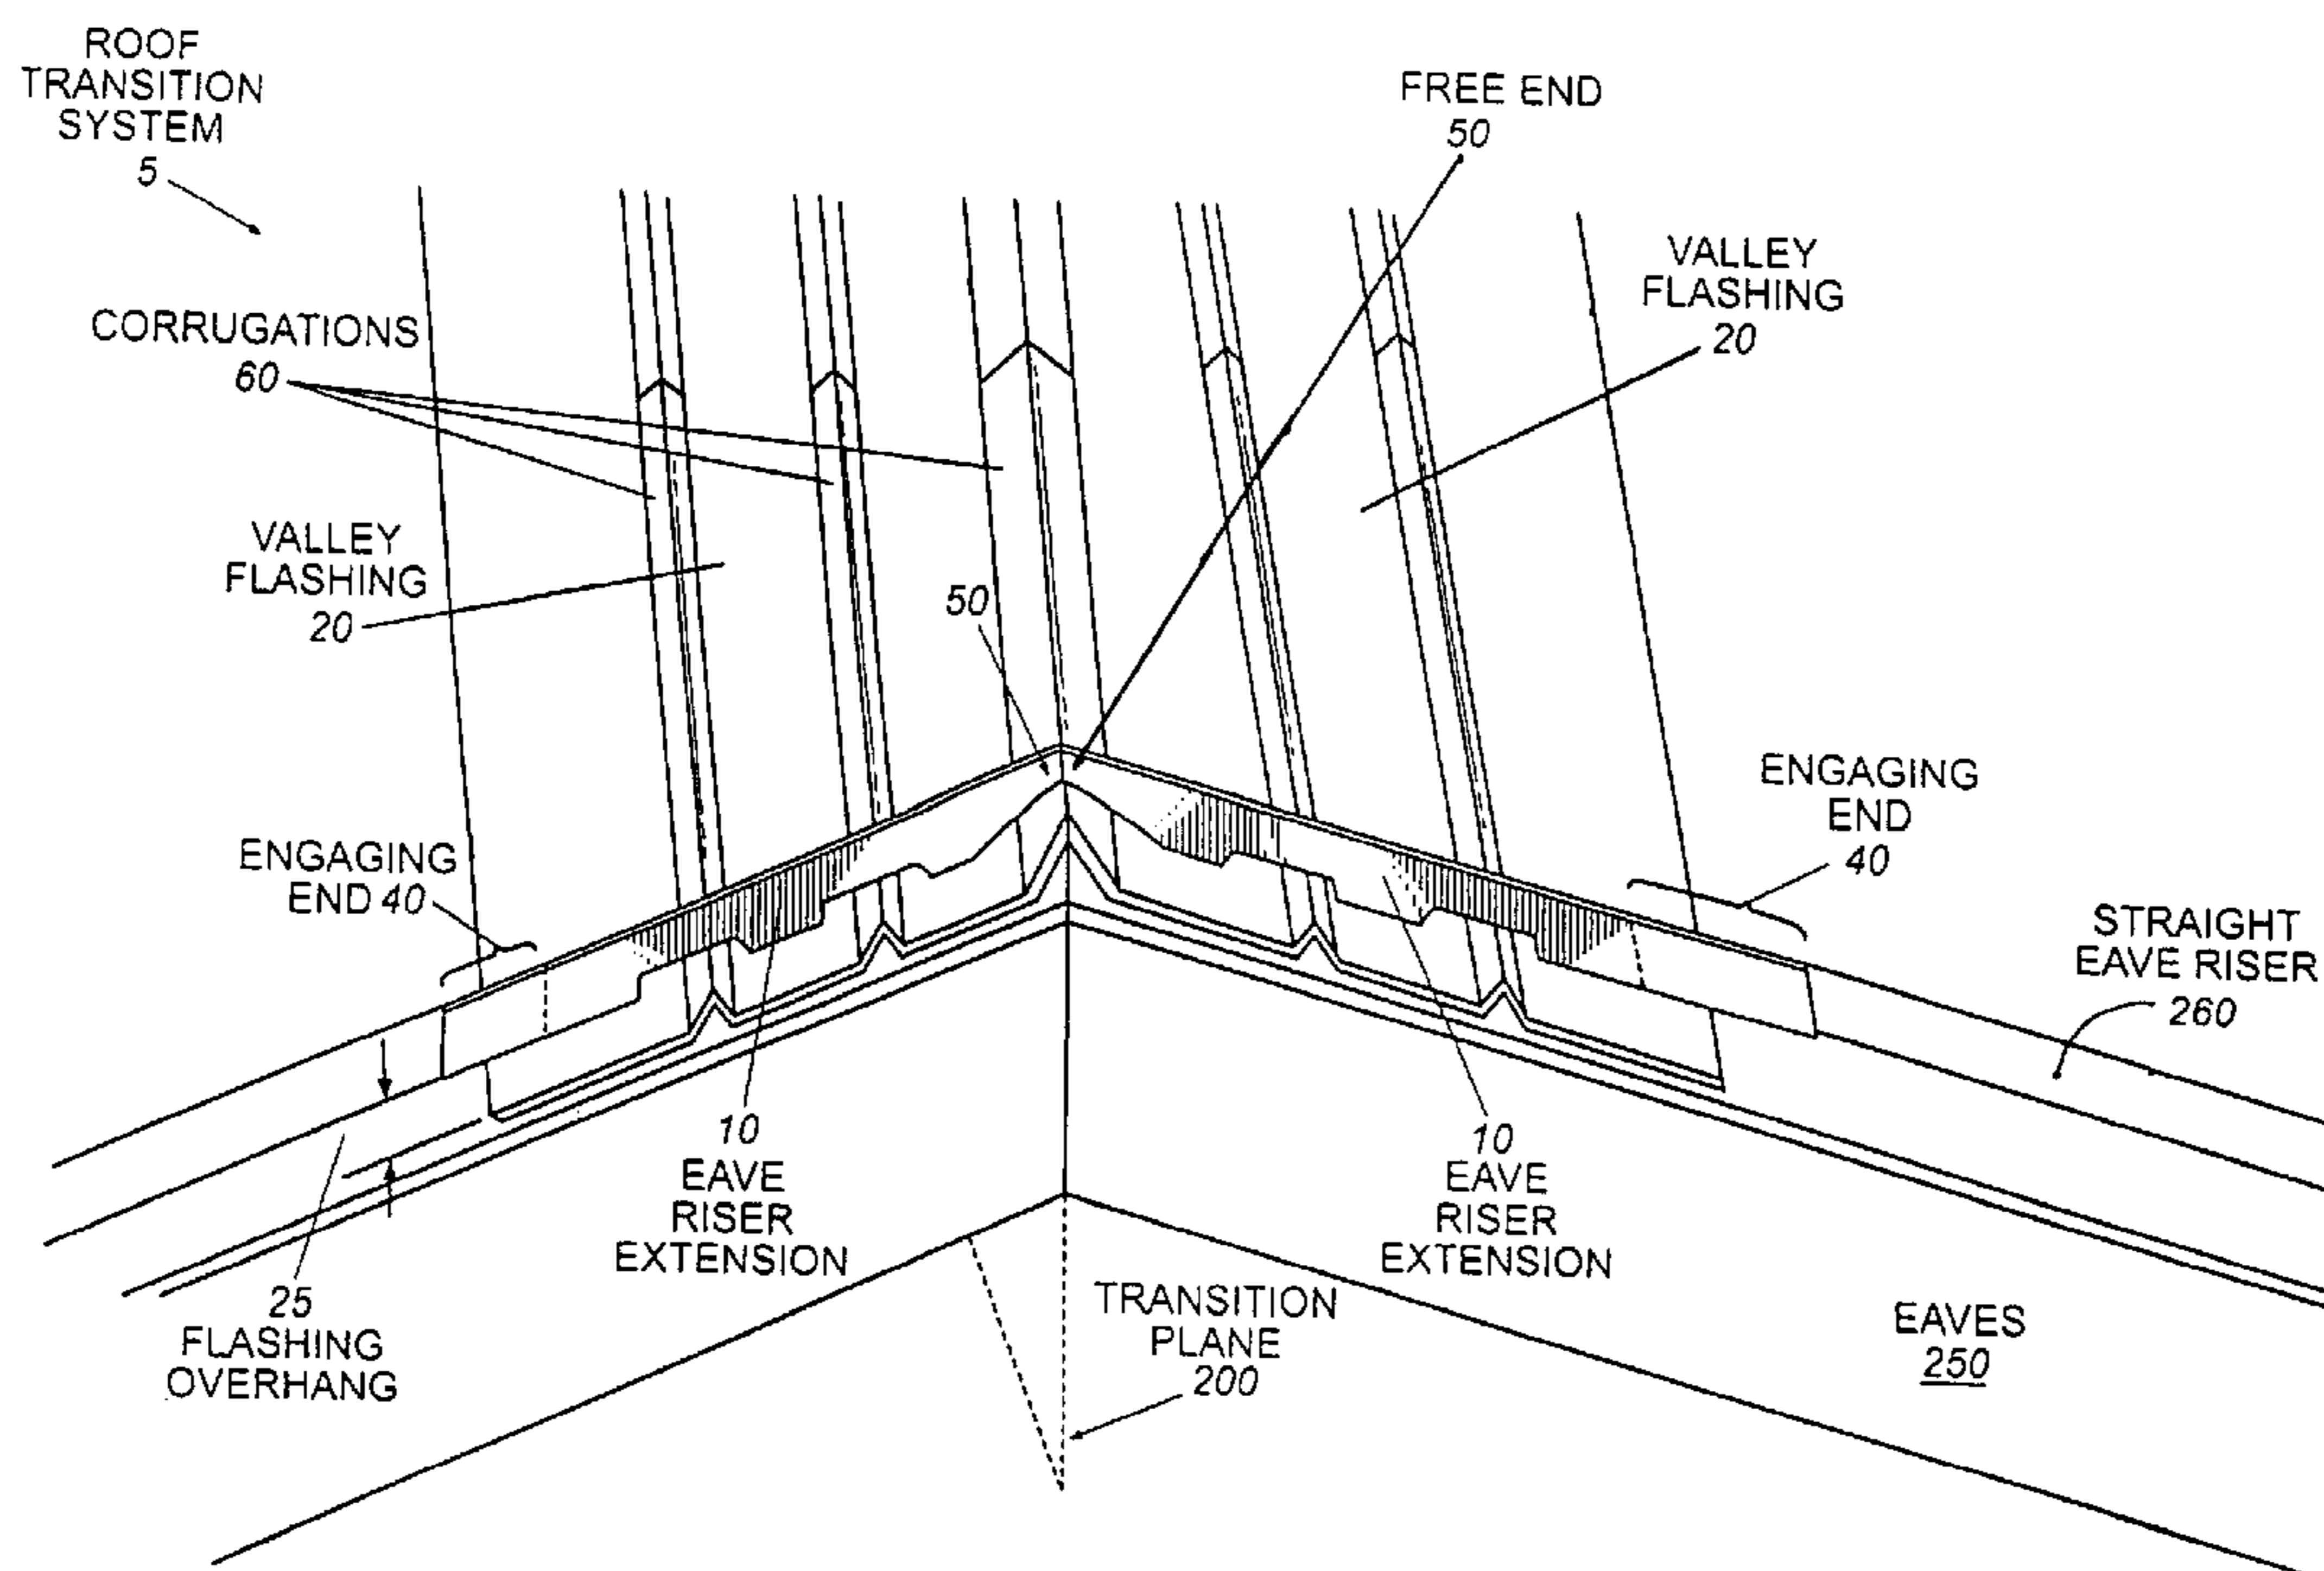 ROOF
TRANSITION
SYSTEM
5
FREE END
50
VALLEY
FLASHING
20
CORRUGATIONS
60
VALLEY
FLASHING
20
50
ENGAGING
END
40
ENGAGING
END 40
STRAIGHT
EAVE RISER
260
10
EAVE
RISER
EXTENSION
10
EAVE
RISER
EXTENSION
25
FLASHING
OVERHANG
TRANSITION
PLANE
200
EAVES
250